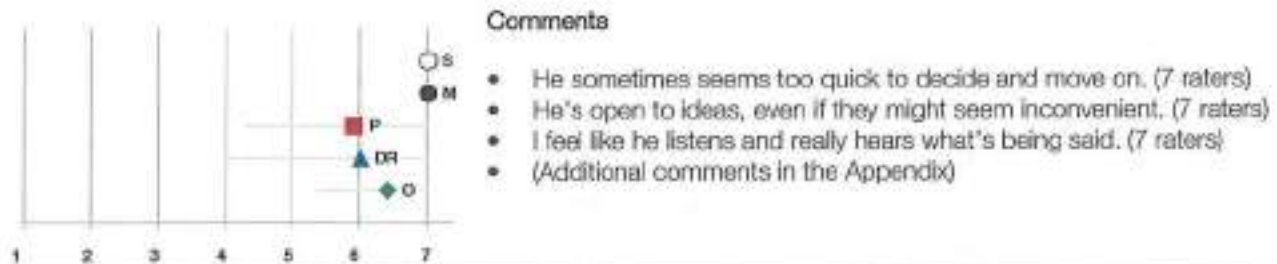 Comments
S
M
• He sometimes seems too quick to decide and move on. (7 raters)
P
• He's open to ideas, even if they might seem inconvenient. (7 raters)
• I feel like he listens and really hears what's being said. (7 raters)
DR
• (Additional comments in the Appendix)
O
1 2 3 4 5 6 7